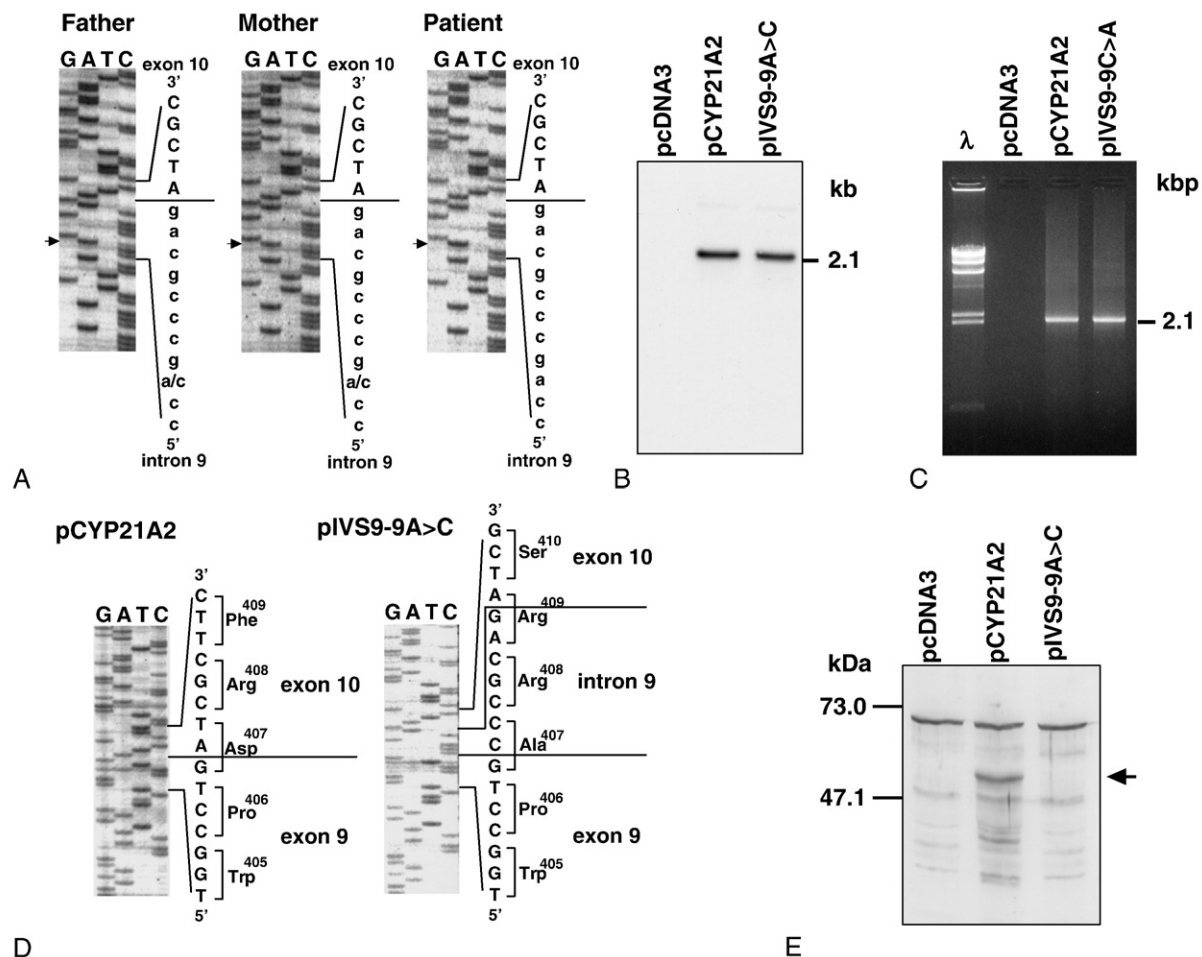 Father
Mother
Patient
G A T C
exon 10
3’
C
G
C
T
A
g
a
c
g
c
c
c
g
a/c
c
c
5’
intron 9
G A T C
exon 10
3’
C
G
C
T
A
g
a
c
g
c
c
c
g
a/c
c
c
5’
intron 9
G A T C
exon 10
3’
C
G
C
T
A
g
a
c
g
c
c
c
g
a
c
c
5’
intron 9
A
pcDNA3
pCYP21A2
pIVS9-9A>C
kb
2.1
B
λ
pcDNA3
pCYP21A2
pIVS9-9C>A
kbp
2.1
C
pCYP21A2
G A T C
3’
C
T
T
Phe409
C
G
C
Arg408
exon 10
T
A
G
Asp407
T
C
C
Pro406
exon 9
G
G
T
Trp405
5’
pIVS9-9A>C
G A T C
3’
G
C
T
Ser410
exon 10
A
G
A
Arg409
C
G
C
Arg408
intron 9
C
C
G
Ala407
T
C
C
Pro406
exon 9
G
G
T
Trp405
5’
D
pcDNA3
pCYP21A2
pIVS9-9A>C
kDa
73.0
47.1
E